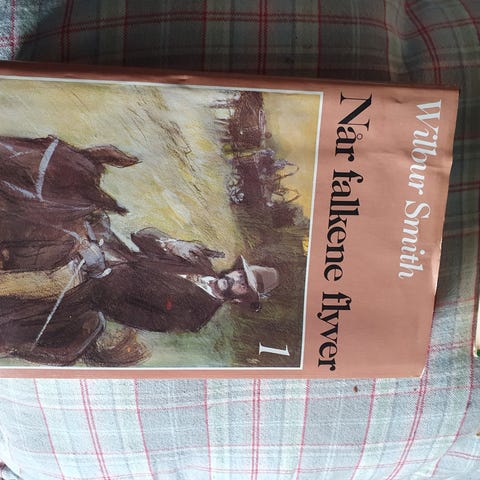 Wilbur Smith
Når falkene flyver
1